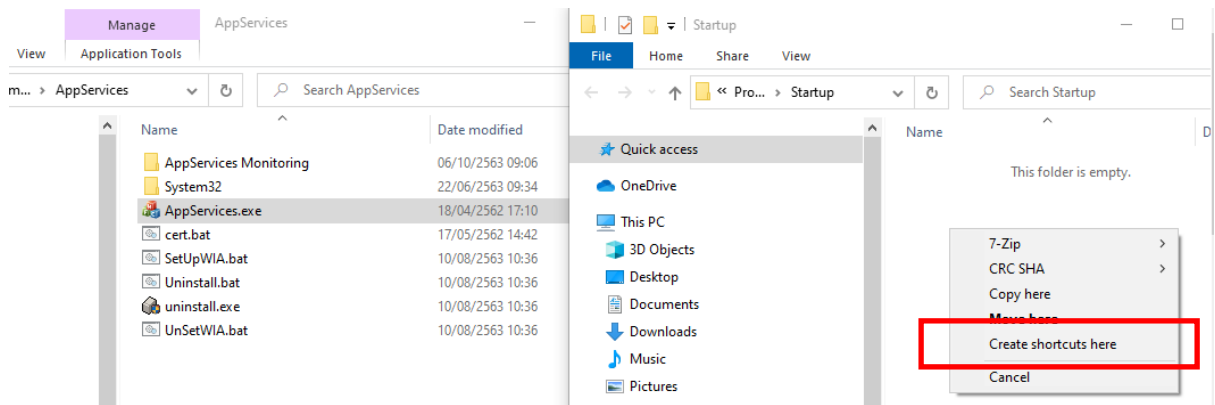 Manage
AppServices
View
Application Tools
m... › AppServices
Search AppServices
Name
Date modified
AppServices Monitoring
06/10/2563 09:06
System32
22/06/2563 09:34
AppServices.exe
18/04/2562 17:10
cert.bat
17/05/2562 14:42
SetUpWIA.bat
10/08/2563 10:36
Uninstall.bat
10/08/2563 10:36
uninstall.exe
10/08/2563 10:36
UnSetWIA.bat
10/08/2563 10:36
Startup
File
Home
Share
View
« Pro... › Startup
Search Startup
Name
D
This folder is empty.
Quick access
OneDrive
This PC
3D Objects
Desktop
Documents
Downloads
Music
Pictures
7-Zip
CRC SHA
Copy here
Move here
Create shortcuts here
Cancel